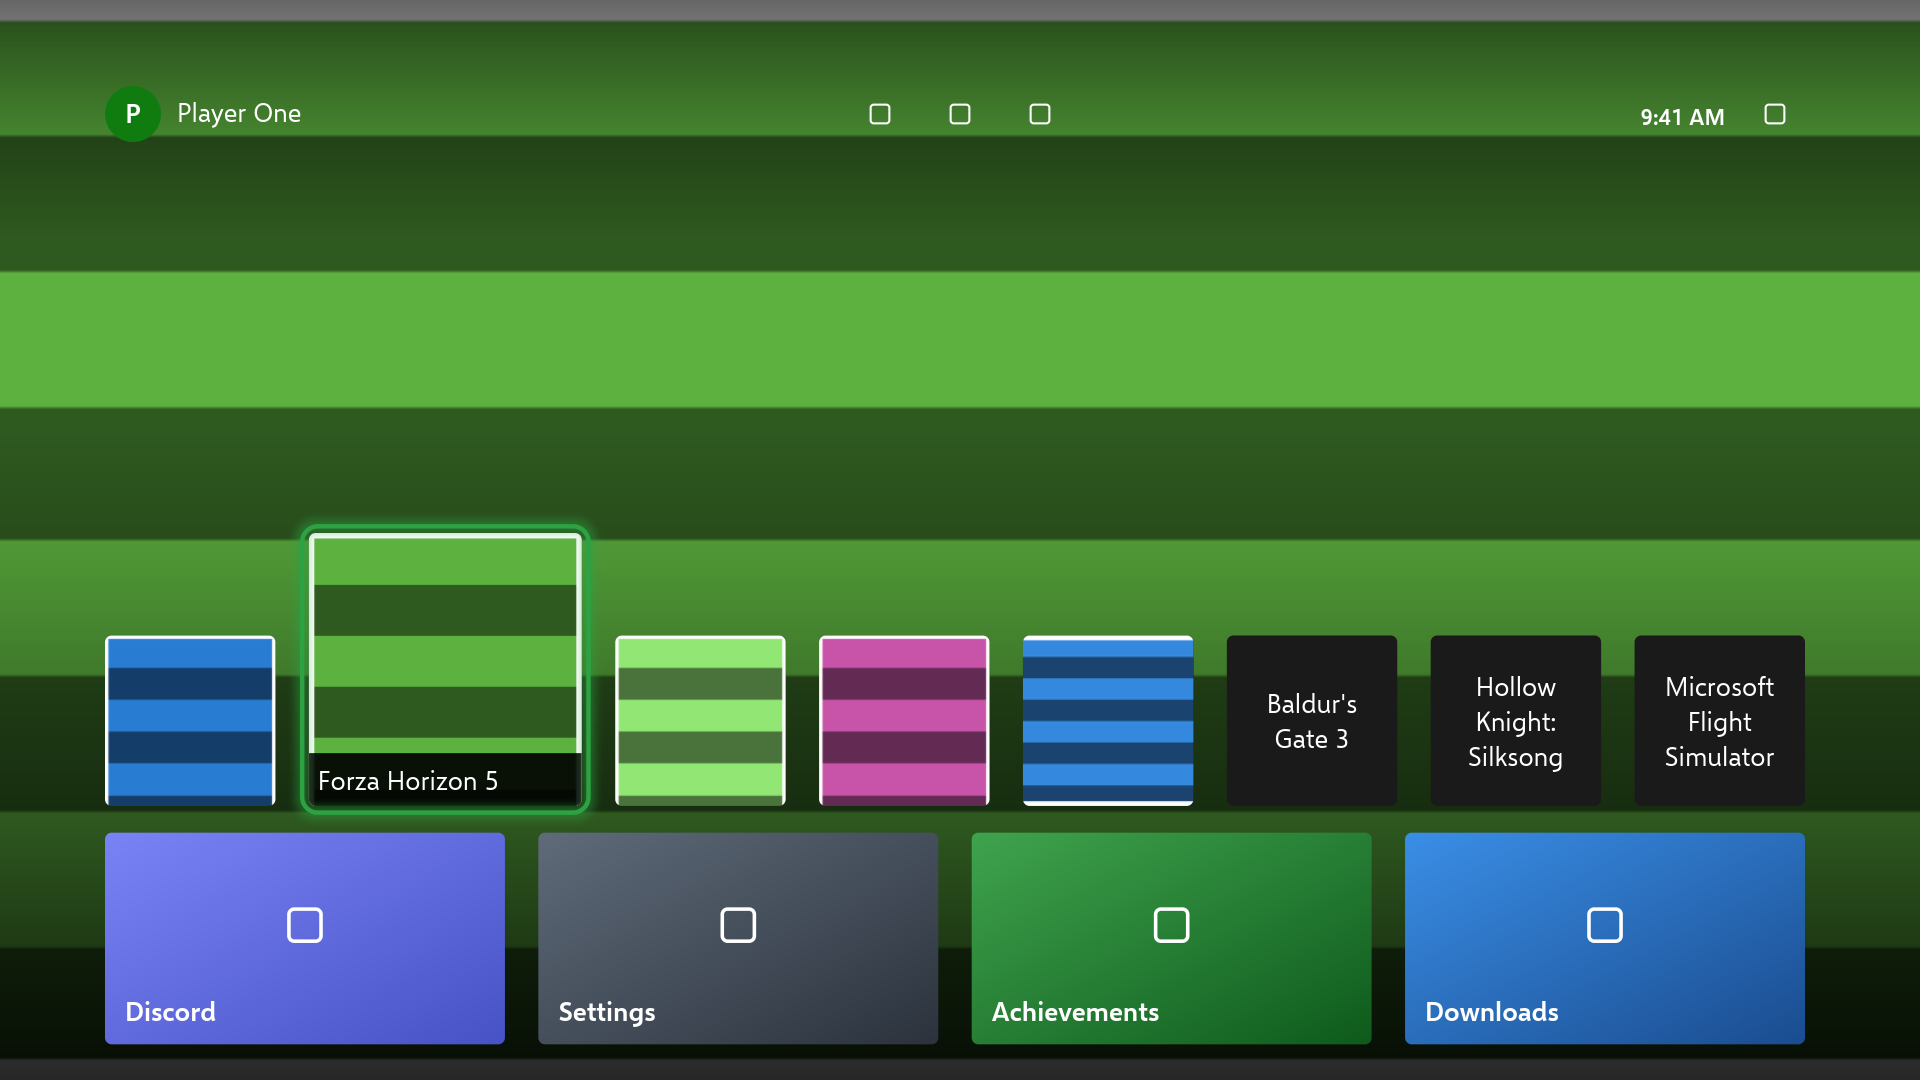 P
Player One
9:41 AM
Forza Horizon 5
Baldur's
Gate 3
Hollow
Knight:
Silksong
Microsoft
Flight
Simulator
Discord
Settings
Achievements
Downloads